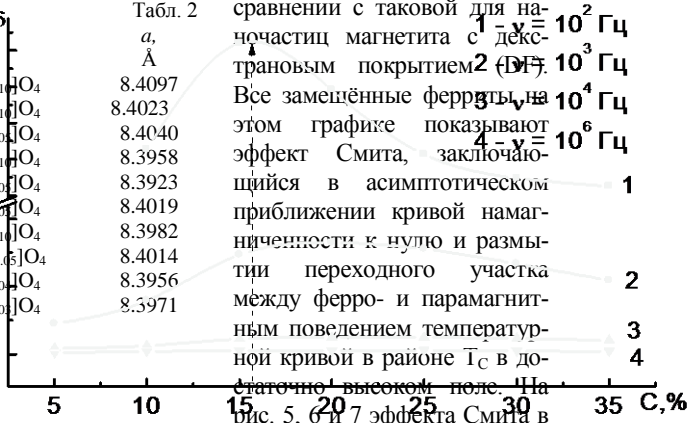 Табл. 2
a,
Å
]O4 8.4097
]O4 8.4023
]O4 8.4040
]O4 8.3958
]O4 8.3923
]O4 8.4019
]O4 8.3982
]O4 8.4014
]O4 8.3956
]O4 8.3971
сравнении с таковой для на-
ночастиц магнетита с декс-
трановым покрытием (DF).
Все замещённые ферриты на
этом графике показывают
эффект Смита, заключаю-
щийся в асимптотическом
приближении кривой намаг-
ниченности к нулю и размы-
тии переходного участка
между ферро- и парамагнит-
ным поведением температур-
ной кривой в районе TC в до-
статочно высоком поле. На
рис. 5, 6 и 7 эффекта Смита в
1 - ν = 10² Гц
2 - ν = 10³ Гц
3 - ν = 10⁴ Гц
4 - ν = 10⁶ Гц
1
2
3
4
5 10 15 20 25 30 35 C,%